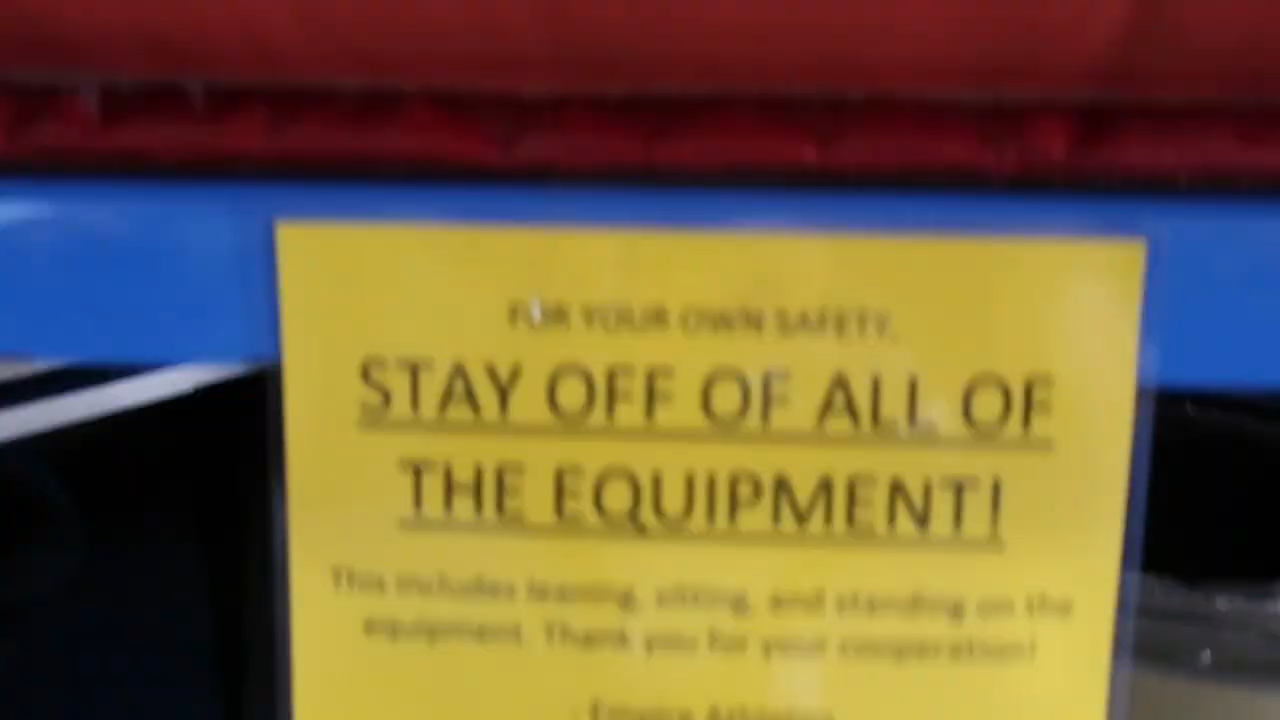 FOR YOUR OWN SAFETY,
STAY OFF OF ALL OF
THE EQUIPMENT!
This includes leaning, sitting, and standing on the
equipment. Thank you for your cooperation!